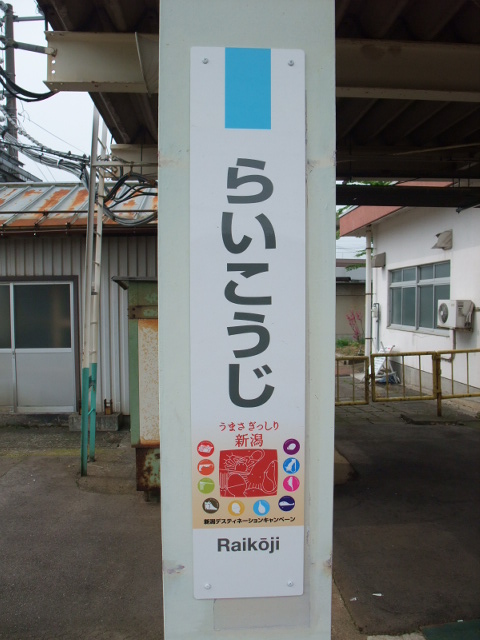 らいこうじ
うまさぎっしり
新潟
新潟デスティネーションキャンペーン
Raikōji